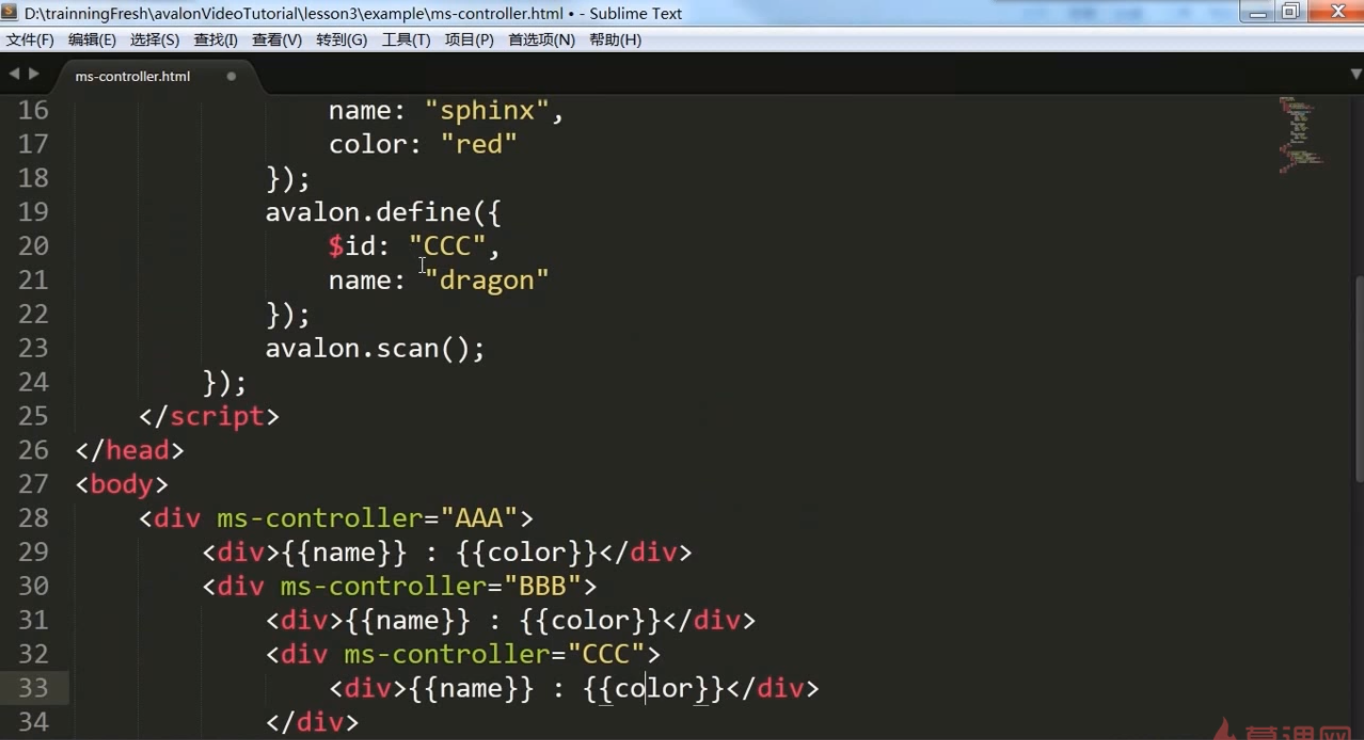 D:\trainningFresh\avalonVideoTutorial\lesson3\example\ms-controller.html • - Sublime Text
文件(F) 编辑(E) 选择(S) 查找(I) 查看(V) 转到(G) 工具(T) 项目(P) 首选项(N) 帮助(H)
ms-controller.html
16 name: "sphinx",
17 color: "red"
18 });
19 avalon.define({
20 $id: "CCC",
21 name: "dragon"
22 });
23 avalon.scan();
24 });
25 </script>
26 </head>
27 <body>
28 <div ms-controller="AAA">
29 <div>{{name}} : {{color}}</div>
30 <div ms-controller="BBB">
31 <div>{{name}} : {{color}}</div>
32 <div ms-controller="CCC">
33 <div>{{name}} : {{color}}</div>
34 </div>
慕课网